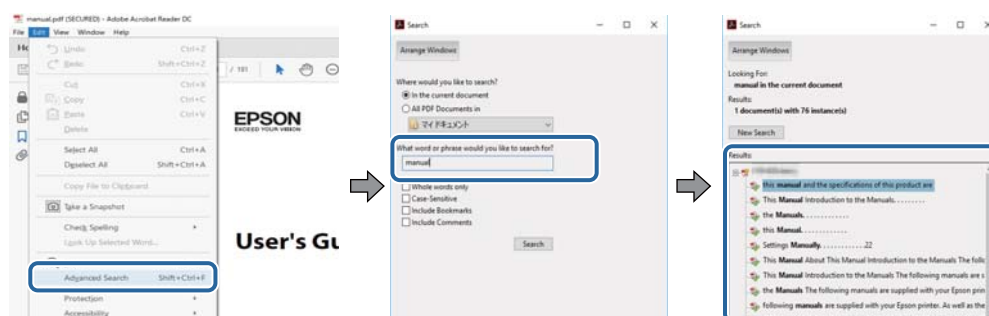 manual.pdf (SECURED) - Adobe Acrobat Reader DC
File Edit View Window Help
Undo Ctrl+Z
Redo Shift+Ctrl+Z
Cut Ctrl+X
Copy Ctrl+C
Paste Ctrl+V
Delete
Select All Ctrl+A
Deselect All Shift+Ctrl+A
Copy File to Clipboard
Take a Snapshot
Check Spelling
Look Up Selected Word...
Advanced Search Shift+Ctrl+F
Protection
Accessibility
/ 191
EPSON
EXCEED YOUR VISION
User's Gu
Search
Arrange Windows
Where would you like to search?
In the current document
All PDF Documents in
マイ ドキュメント
What word or phrase would you like to search for?
manual
Whole words only
Case-Sensitive
Include Bookmarks
Include Comments
Search
Search
Arrange Windows
Looking For:
manual in the current document
Results:
1 document(s) with 76 instance(s)
New Search
Results:
this manual and the specifications of this product are
This Manual Introduction to the Manuals. . . . . . . . .
the Manuals. . . . . . . . . . . . .
this Manual. . . . . . . . . . . . .
Settings Manually. . . . . . . . . . . . 22
This Manual About This Manual Introduction to the Manuals The follo
This Manual Introduction to the Manuals The following manuals are s
the Manuals The following manuals are supplied with your Epson prin
following manuals are supplied with your Epson printer. As well as the